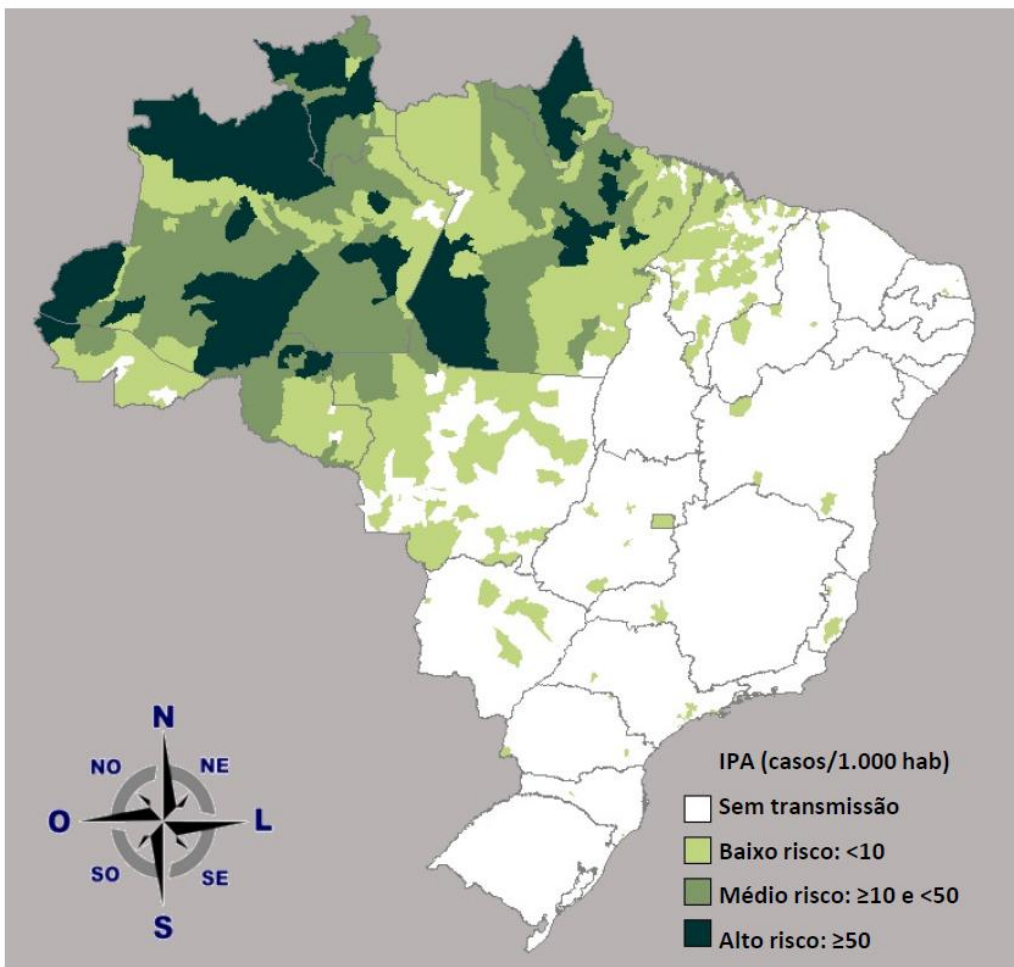 N
NO NE
O L
SO SE
S
IPA (casos/1.000 hab)
Sem transmissão
Baixo risco: <10
Médio risco: ≥10 e <50
Alto risco: ≥50